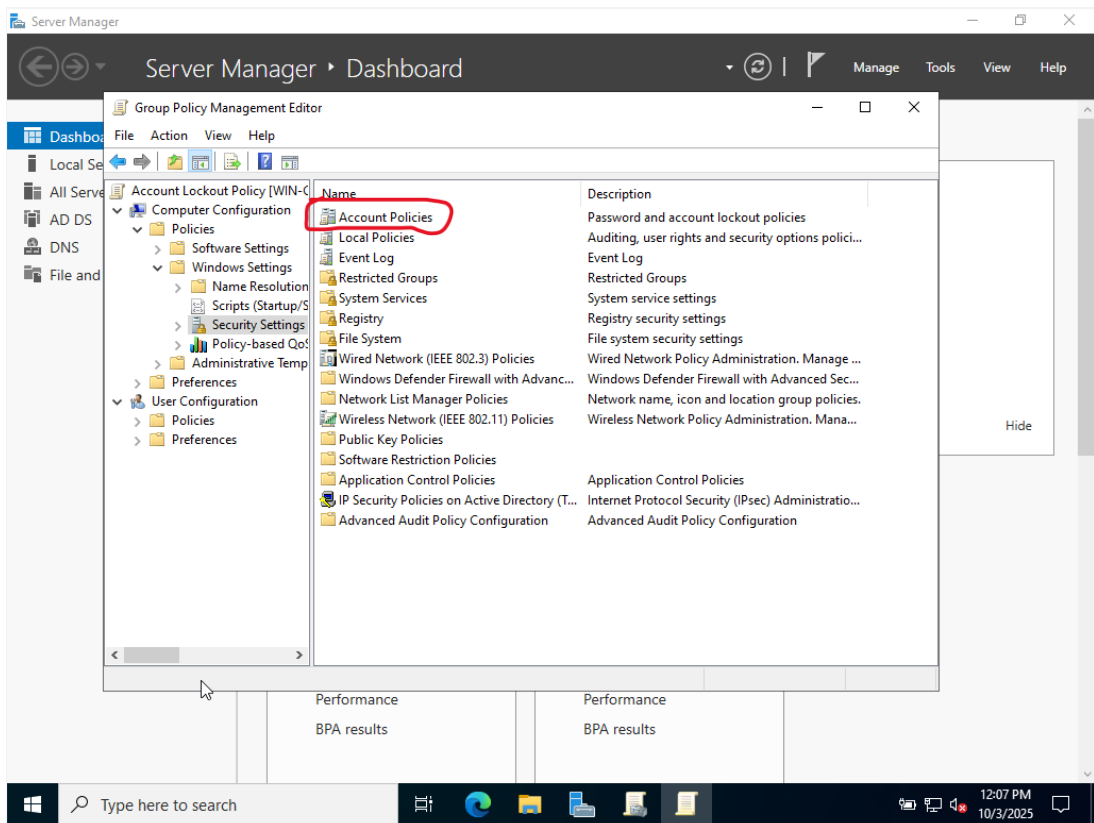 Server Manager
Server Manager • Dashboard
Manage Tools View Help
Group Policy Management Editor
File Action View Help
Dashboa
Local Se
All Serve
AD DS
DNS
File and
Account Lockout Policy [WIN-C
Computer Configuration
Policies
Software Settings
Windows Settings
Name Resolution
Scripts (Startup/S
Security Settings
Policy-based QoS
Administrative Temp
Preferences
User Configuration
Policies
Preferences
Name Description
Account Policies Password and account lockout policies
Local Policies Auditing, user rights and security options polici...
Event Log Event Log
Restricted Groups Restricted Groups
System Services System service settings
Registry Registry security settings
File System File system security settings
Wired Network (IEEE 802.3) Policies Wired Network Policy Administration. Manage ...
Windows Defender Firewall with Advanc... Windows Defender Firewall with Advanced Sec...
Network List Manager Policies Network name, icon and location group policies.
Wireless Network (IEEE 802.11) Policies Wireless Network Policy Administration. Mana...
Public Key Policies
Software Restriction Policies
Application Control Policies Application Control Policies
IP Security Policies on Active Directory (T... Internet Protocol Security (IPsec) Administratio...
Advanced Audit Policy Configuration Advanced Audit Policy Configuration
Hide
Performance Performance
BPA results BPA results
Type here to search
12:07 PM
10/3/2025